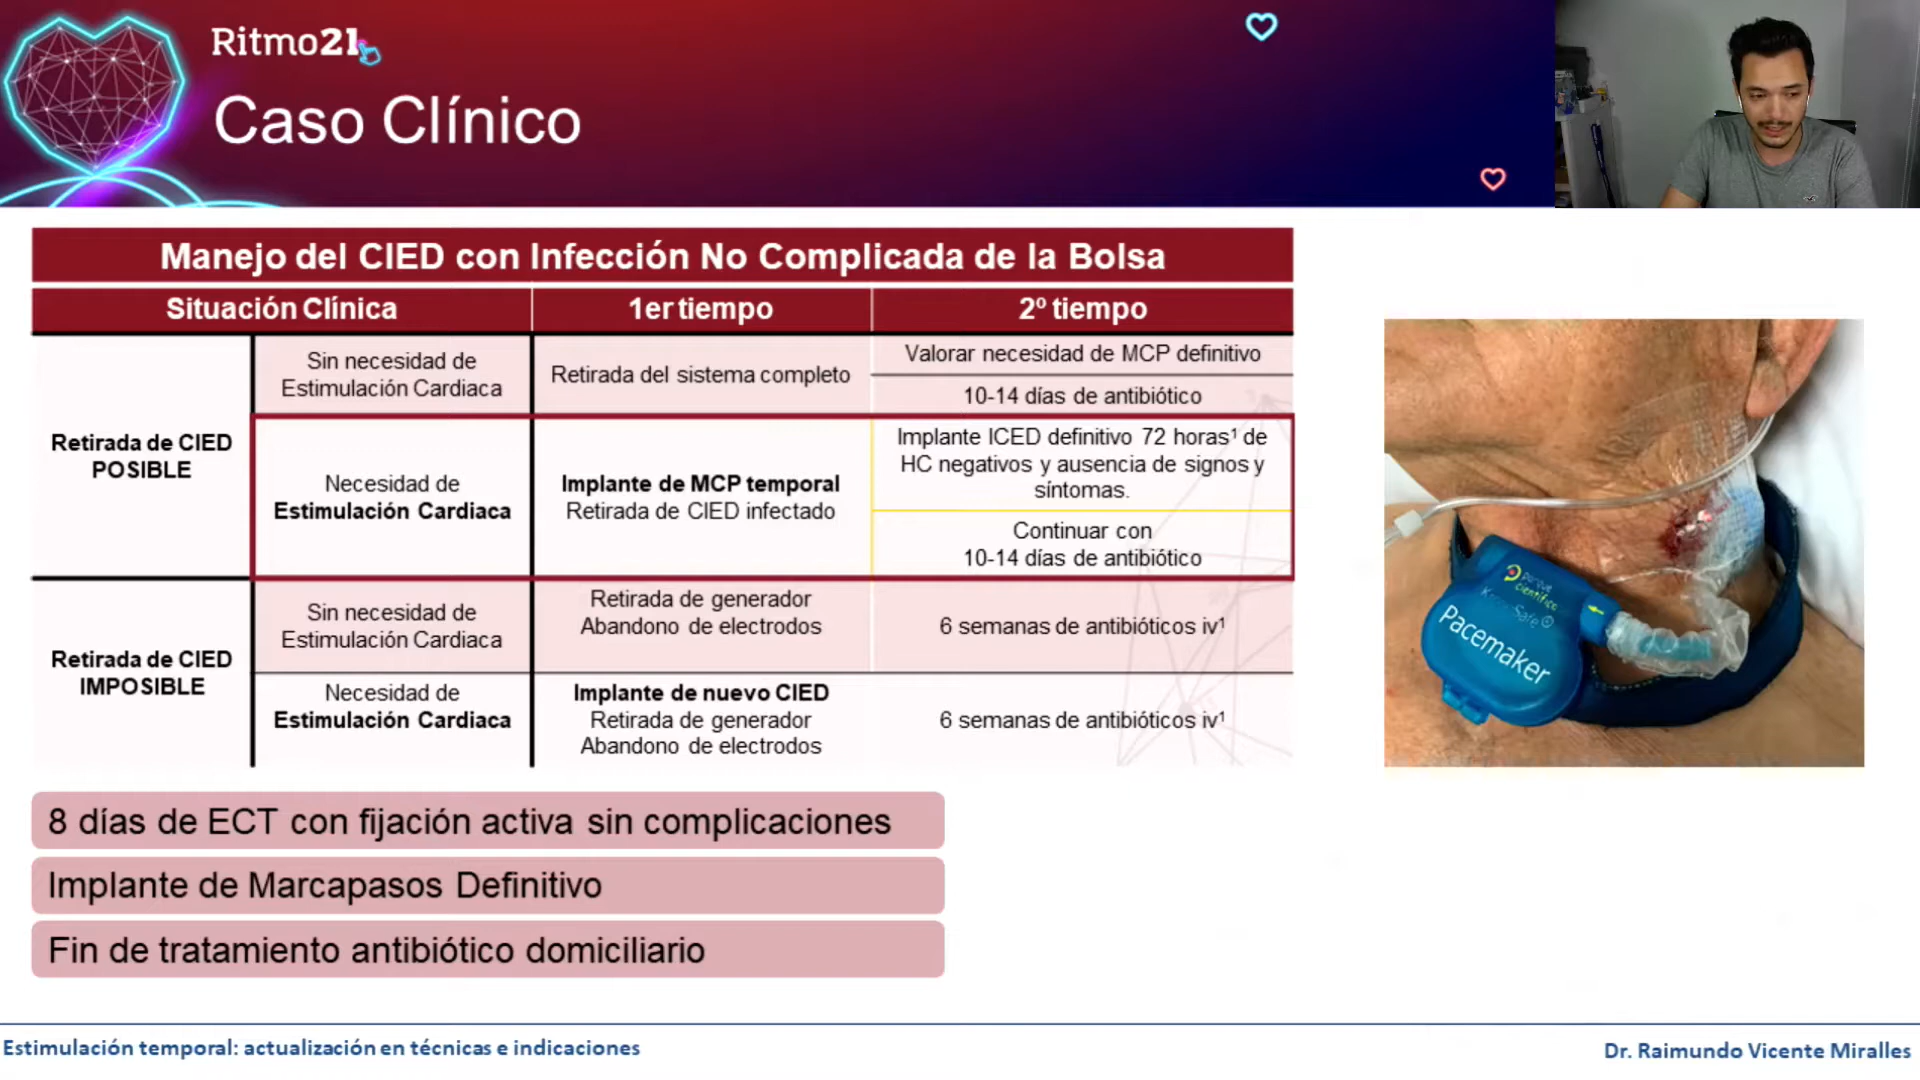 Ritmo21
Caso Clínico
Manejo del CIED con Infección No Complicada de la Bolsa
Situación Clínica
1er tiempo
2º tiempo
Retirada de CIED
POSIBLE
Sin necesidad de
Estimulación Cardiaca
Retirada del sistema completo
Valorar necesidad de MCP definitivo
10-14 días de antibiótico
Necesidad de
Estimulación Cardiaca
Implante de MCP temporal
Retirada de CIED infectado
Implante ICED definitivo 72 horas¹ de
HC negativos y ausencia de signos y
síntomas.
Continuar con
10-14 días de antibiótico
Retirada de CIED
IMPOSIBLE
Sin necesidad de
Estimulación Cardiaca
Retirada de generador
Abandono de electrodos
6 semanas de antibióticos iv¹
Necesidad de
Estimulación Cardiaca
Implante de nuevo CIED
Retirada de generador
Abandono de electrodos
6 semanas de antibióticos iv¹
parque
científico
Pacemaker
8 días de ECT con fijación activa sin complicaciones
Implante de Marcapasos Definitivo
Fin de tratamiento antibiótico domiciliario
Estimulación temporal: actualización en técnicas e indicaciones
Dr. Raimundo Vicente Miralles